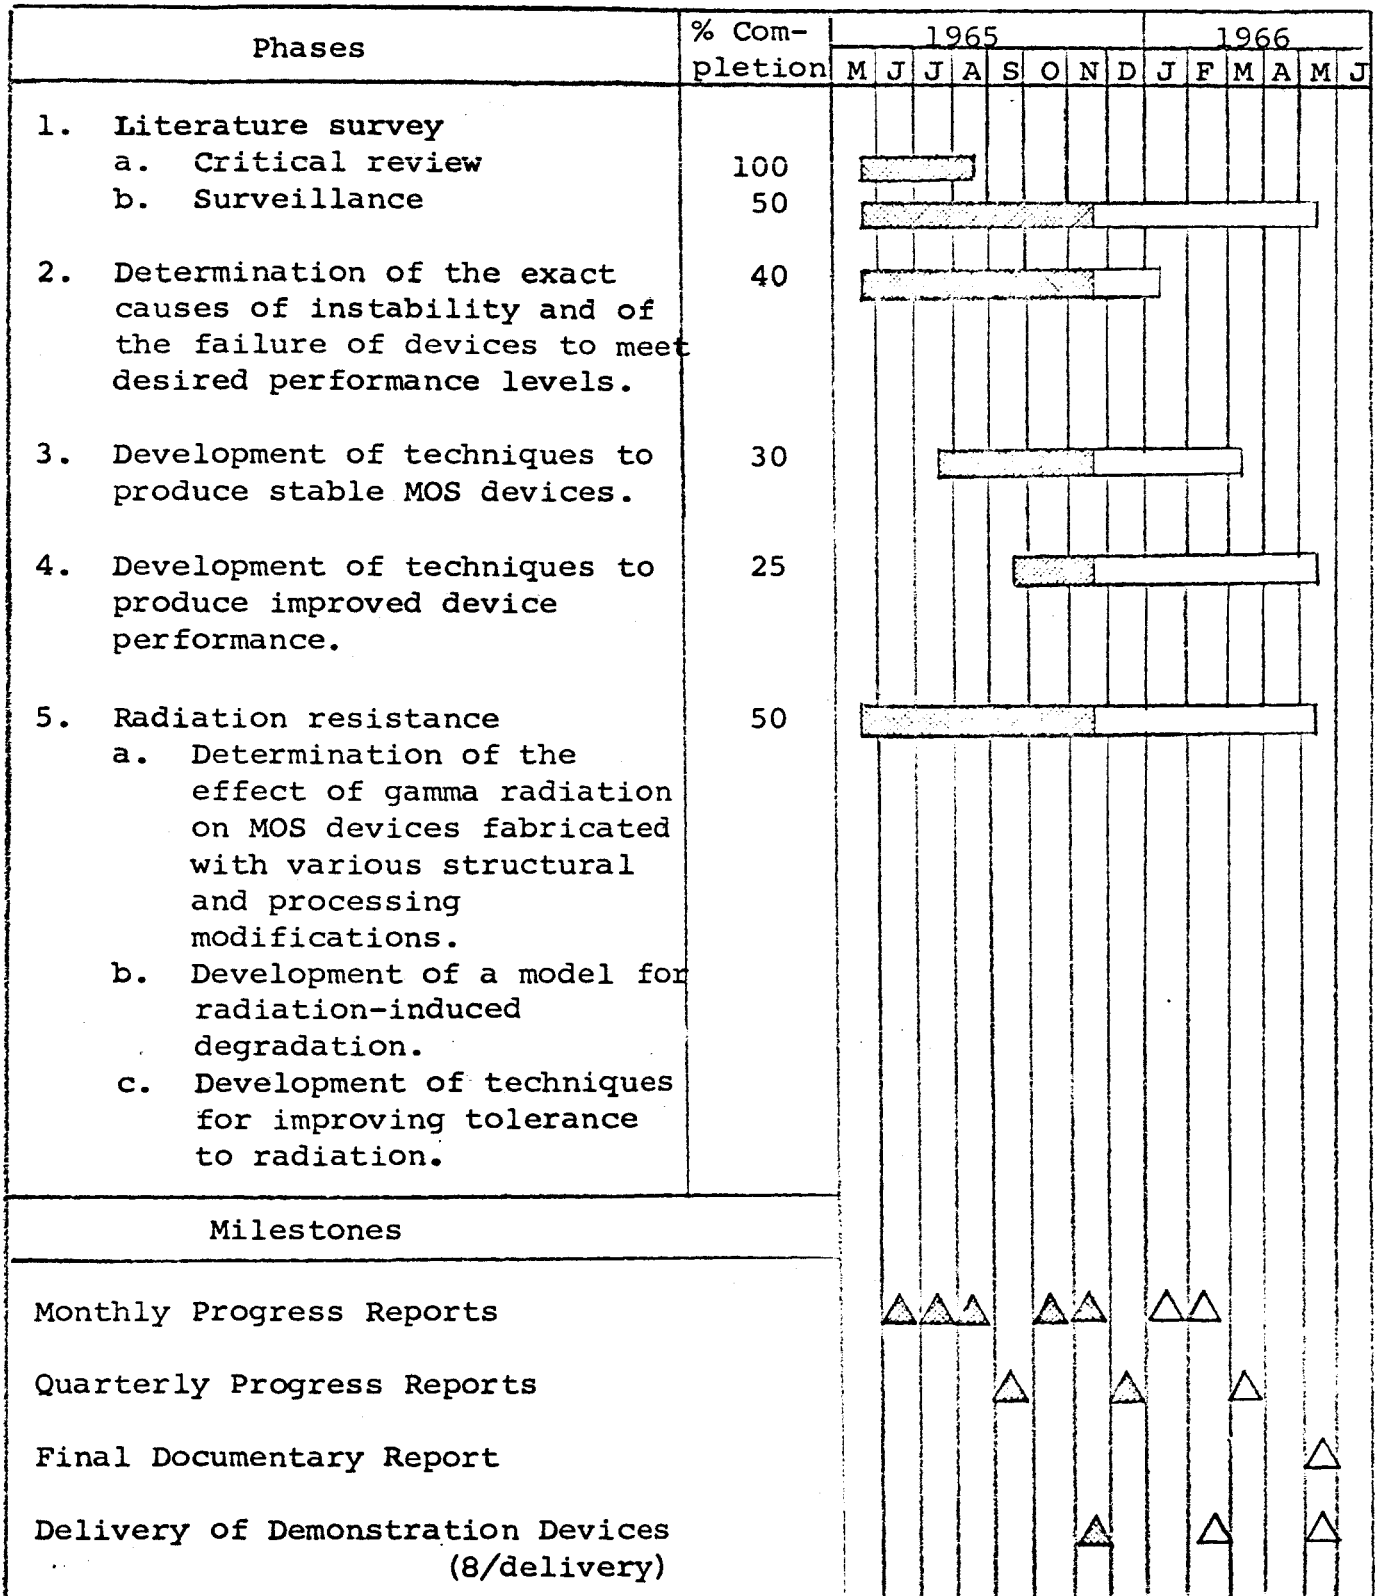 Phases
% Com-
pletion
1965
1966
M J J A S O N D J F M A M J
1. Literature survey
a. Critical review 100
b. Surveillance 50
2. Determination of the exact 40
causes of instability and of
the failure of devices to meet
desired performance levels.
3. Development of techniques to 30
produce stable MOS devices.
4. Development of techniques to 25
produce improved device
performance.
5. Radiation resistance 50
a. Determination of the
effect of gamma radiation
on MOS devices fabricated
with various structural
and processing
modifications.
b. Development of a model for
radiation-induced
degradation.
c. Development of techniques
for improving tolerance
to radiation.
Milestones
Monthly Progress Reports
Quarterly Progress Reports
Final Documentary Report
Delivery of Demonstration Devices
(8/delivery)